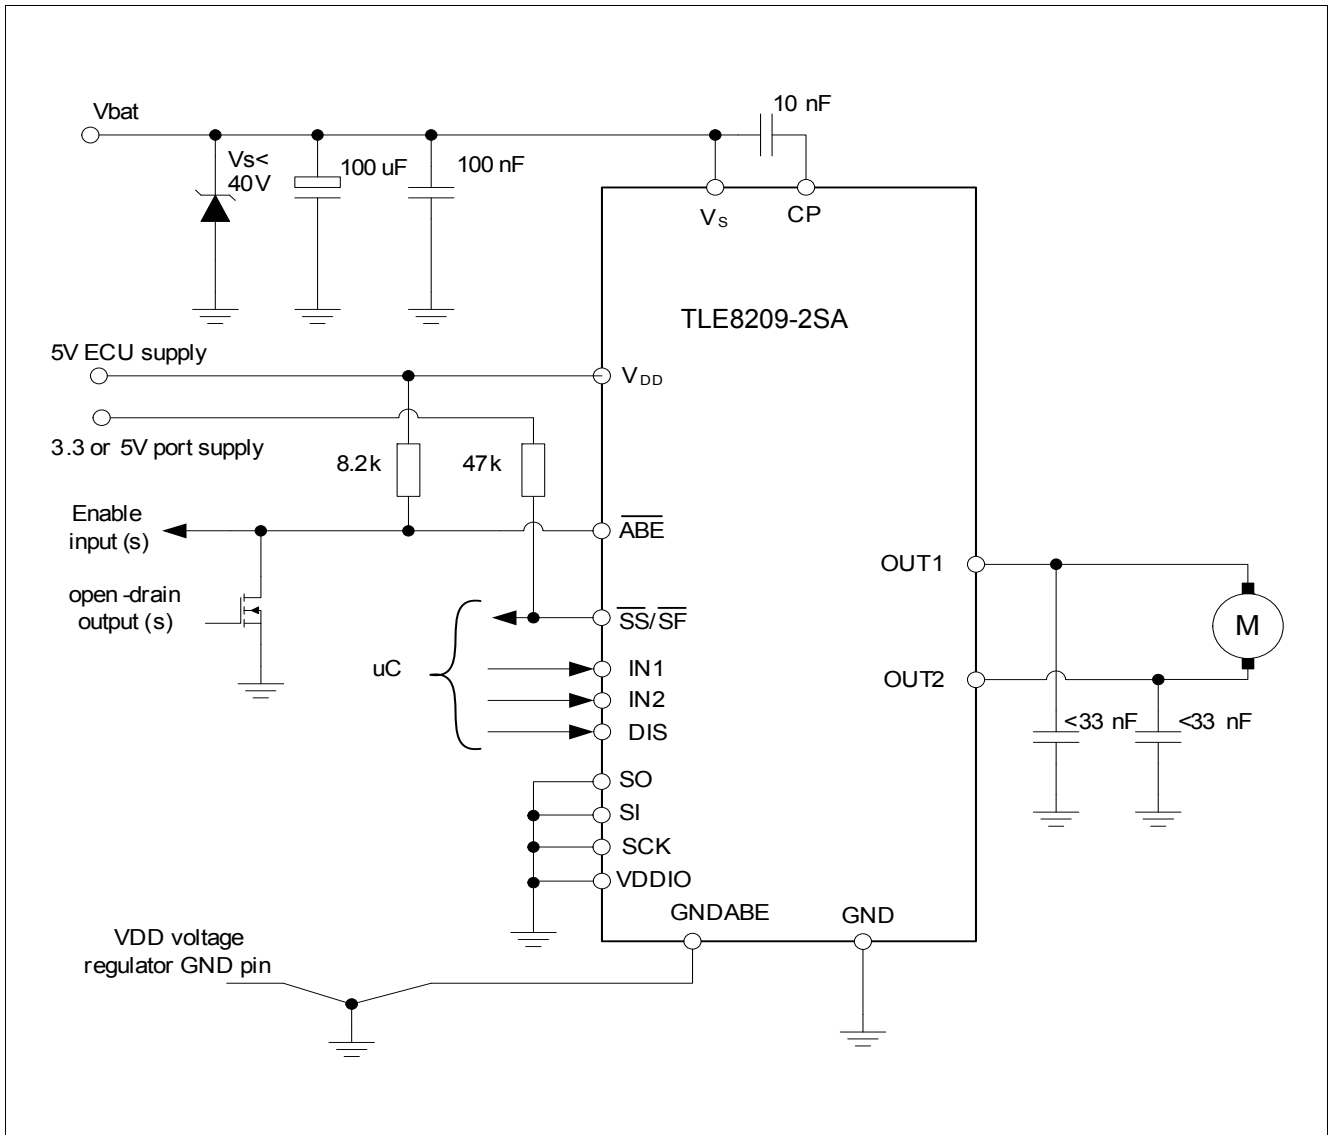 10 nF
Vbat
Vs<
40V
100 uF
100 nF
VS
CP
TLE8209-2SA
5V ECU supply
VDD
3.3 or 5V port supply
8.2k
47k
Enable
input (s)
ABE
OUT1
open-drain
output (s)
SS/SF
M
uC
IN1
OUT2
IN2
<33 nF
<33 nF
DIS
SO
SI
SCK
VDDIO
GNDABE
GND
VDD voltage
regulator GND pin